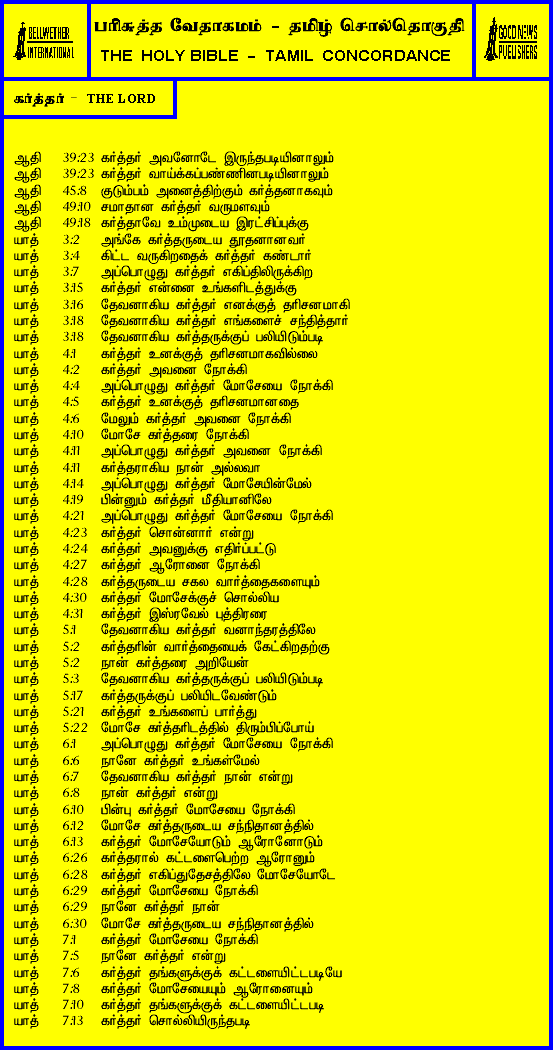 BELLWETHER
INTERNATIONAL
பரிசுத்த வேதாகமம் - தமிழ் சொல்தொகுதி
THE HOLY BIBLE - TAMIL CONCORDANCE
GOOD NEWS
PUBLISHERS
கர்த்தர் - THE LORD
ஆதி 39:23 கர்த்தர் அவனோடே இருந்தபடியினாலும்
ஆதி 39:23 கர்த்தர் வாய்க்கப்பண்ணினபடியினாலும்
ஆதி 45:8 குடும்பம் அனைத்திற்கும் கர்த்தனாகவும்
ஆதி 49:10 சமாதான கர்த்தர் வருமளவும்
ஆதி 49:18 கர்த்தாவே உம்முடைய இரட்சிப்புக்கு
யாத் 3:2 அங்கே கர்த்தருடைய தூதனானவர்
யாத் 3:4 கிட்ட வருகிறதைக் கர்த்தர் கண்டார்
யாத் 3:7 அப்பொழுது கர்த்தர் எகிப்திலிருக்கிற
யாத் 3:15 கர்த்தர் என்னை உங்களிடத்துக்கு
யாத் 3:16 தேவனாகிய கர்த்தர் எனக்குத் தரிசனமாகி
யாத் 3:18 தேவனாகிய கர்த்தர் எங்களைச் சந்தித்தார்
யாத் 3:18 தேவனாகிய கர்த்தருக்குப் பலியிடும்படி
யாத் 4:1 கர்த்தர் உனக்குத் தரிசனமாகவில்லை
யாத் 4:2 கர்த்தர் அவனை நோக்கி
யாத் 4:4 அப்பொழுது கர்த்தர் மோசேயை நோக்கி
யாத் 4:5 கர்த்தர் உனக்குத் தரிசனமானதை
யாத் 4:6 மேலும் கர்த்தர் அவனை நோக்கி
யாத் 4:10 மோசே கர்த்தரை நோக்கி
யாத் 4:11 அப்பொழுது கர்த்தர் அவனை நோக்கி
யாத் 4:11 கர்த்தராகிய நான் அல்லவா
யாத் 4:14 அப்பொழுது கர்த்தர் மோசேயின்மேல்
யாத் 4:19 பின்னும் கர்த்தர் மீதியானிலே
யாத் 4:21 அப்பொழுது கர்த்தர் மோசேயை நோக்கி
யாத் 4:23 கர்த்தர் சொன்னார் என்று
யாத் 4:24 கர்த்தர் அவனுக்கு எதிர்ப்பட்டு
யாத் 4:27 கர்த்தர் ஆரோனை நோக்கி
யாத் 4:28 கர்த்தருடைய சகல வார்த்தைகளையும்
யாத் 4:30 கர்த்தர் மோசேக்குச் சொல்லிய
யாத் 4:31 கர்த்தர் இஸ்ரவேல் புத்திரரை
யாத் 5:1 தேவனாகிய கர்த்தர் வனாந்தரத்திலே
யாத் 5:2 கர்த்தரின் வார்த்தையைக் கேட்கிறதற்கு
யாத் 5:2 நான் கர்த்தரை அறியேன்
யாத் 5:3 தேவனாகிய கர்த்தருக்குப் பலியிடும்படி
யாத் 5:17 கர்த்தருக்குப் பலியிடவேண்டும்
யாத் 5:21 கர்த்தர் உங்களைப் பார்த்து
யாத் 5:22 மோசே கர்த்தரிடத்தில் திரும்பிப்போய்
யாத் 6:1 அப்பொழுது கர்த்தர் மோசேயை நோக்கி
யாத் 6:6 நானே கர்த்தர் உங்கள்மேல்
யாத் 6:7 தேவனாகிய கர்த்தர் நான் என்று
யாத் 6:8 நான் கர்த்தர் என்று
யாத் 6:10 பின்பு கர்த்தர் மோசேயை நோக்கி
யாத் 6:12 மோசே கர்த்தருடைய சந்நிதானத்தில்
யாத் 6:13 கர்த்தர் மோசேயோடும் ஆரோனோடும்
யாத் 6:26 கர்த்தரால் கட்டளைபெற்ற ஆரோனும்
யாத் 6:28 கர்த்தர் எகிப்துதேசத்திலே மோசேயோடே
யாத் 6:29 கர்த்தர் மோசேயை நோக்கி
யாத் 6:29 நானே கர்த்தர் நான்
யாத் 6:30 மோசே கர்த்தருடைய சந்நிதானத்தில்
யாத் 7:1 கர்த்தர் மோசேயை நோக்கி
யாத் 7:5 நானே கர்த்தர் என்று
யாத் 7:6 கர்த்தர் தங்களுக்குக் கட்டளையிட்டபடியே
யாத் 7:8 கர்த்தர் மோசேயையும் ஆரோனையும்
யாத் 7:10 கர்த்தர் தங்களுக்குக் கட்டளையிட்டபடி
யாத் 7:13 கர்த்தர் சொல்லியிருந்தபடி